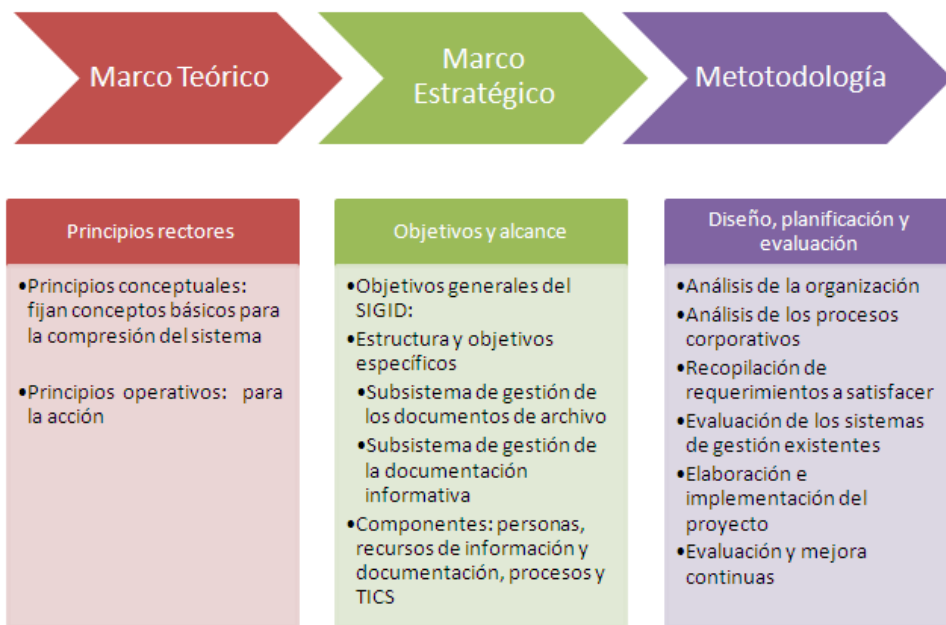 Marco Teórico
Marco
Estratégico
Metotodología
Principios rectores
•Principios conceptuales:
fijan conceptos básicos para
la compresión del sistema
•Principios operativos: para
la acción
Objetivos y alcance
•Objetivos generales del
SIGID:
•Estructura y objetivos
específicos
•Subsistema de gestión de
los documentos de archivo
•Subsistema de gestión de
la documentación
informativa
•Componentes: personas,
recursos de información y
documentación, procesos y
TICS
Diseño, planificación y
evaluación
•Análisis de la organización
•Análisis de los procesos
corporativos
•Recopilación de
requerimientos a satisfacer
•Evaluación de los sistemas
de gestión existentes
•Elaboración e
implementación del
proyecto
•Evaluación y mejora
continuas